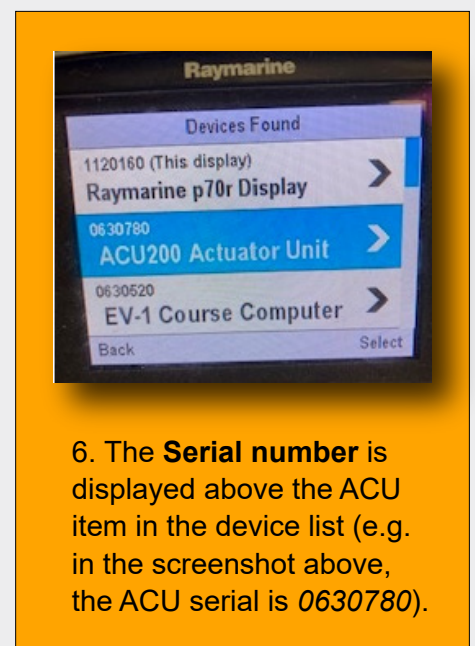 Raymarine
Devices Found
1120160 (This display)
Raymarine p70r Display
0630780
ACU200 Actuator Unit
0630520
EV-1 Course Computer
Back Select
6. The Serial number is
displayed above the ACU
item in the device list (e.g.
in the screenshot above,
the ACU serial is 0630780).